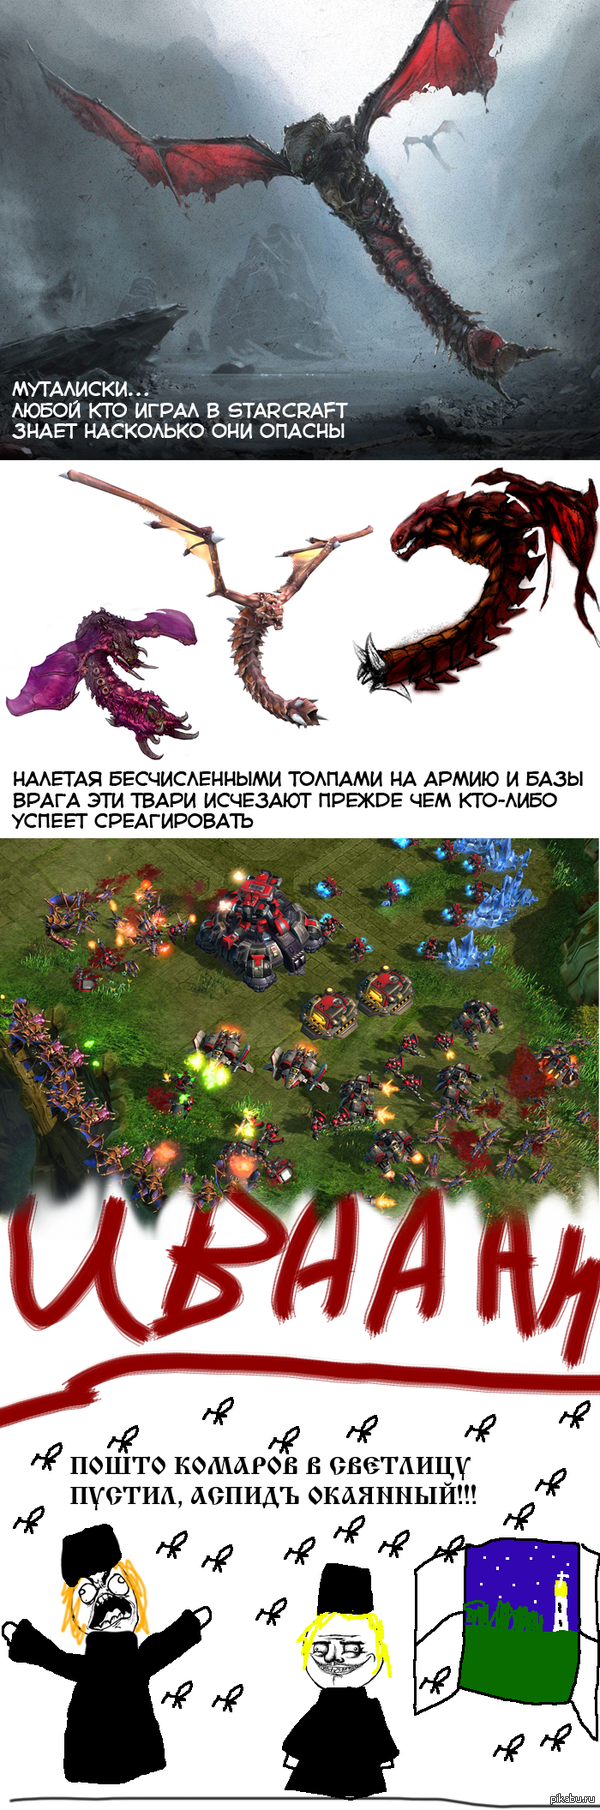 МУТАЛИСКИ...
ЛЮБОЙ КТО ИГРАЛ В STARCRAFT
ЗНАЕТ НАСКОЛЬКО ОНИ ОПАСНЫ
НАЛЕТАЯ БЕСЧИСЛЕННЫМИ ТОЛПАМИ НА АРМИЮ И БАЗЫ
ВРАГА ЭТИ ТВАРИ ИСЧЕЗАЮТ ПРЕЖДЕ ЧЕМ КТО-ЛИБО
УСПЕЕТ СРЕАГИРОВАТЬ
ИВААНИ
ПОШТО КОМАРОВ В СВЕТЛИЦУ
ПУСТИЛ, АСПИДЪ ОКАЯННЫЙ!!!
pikabu.ru